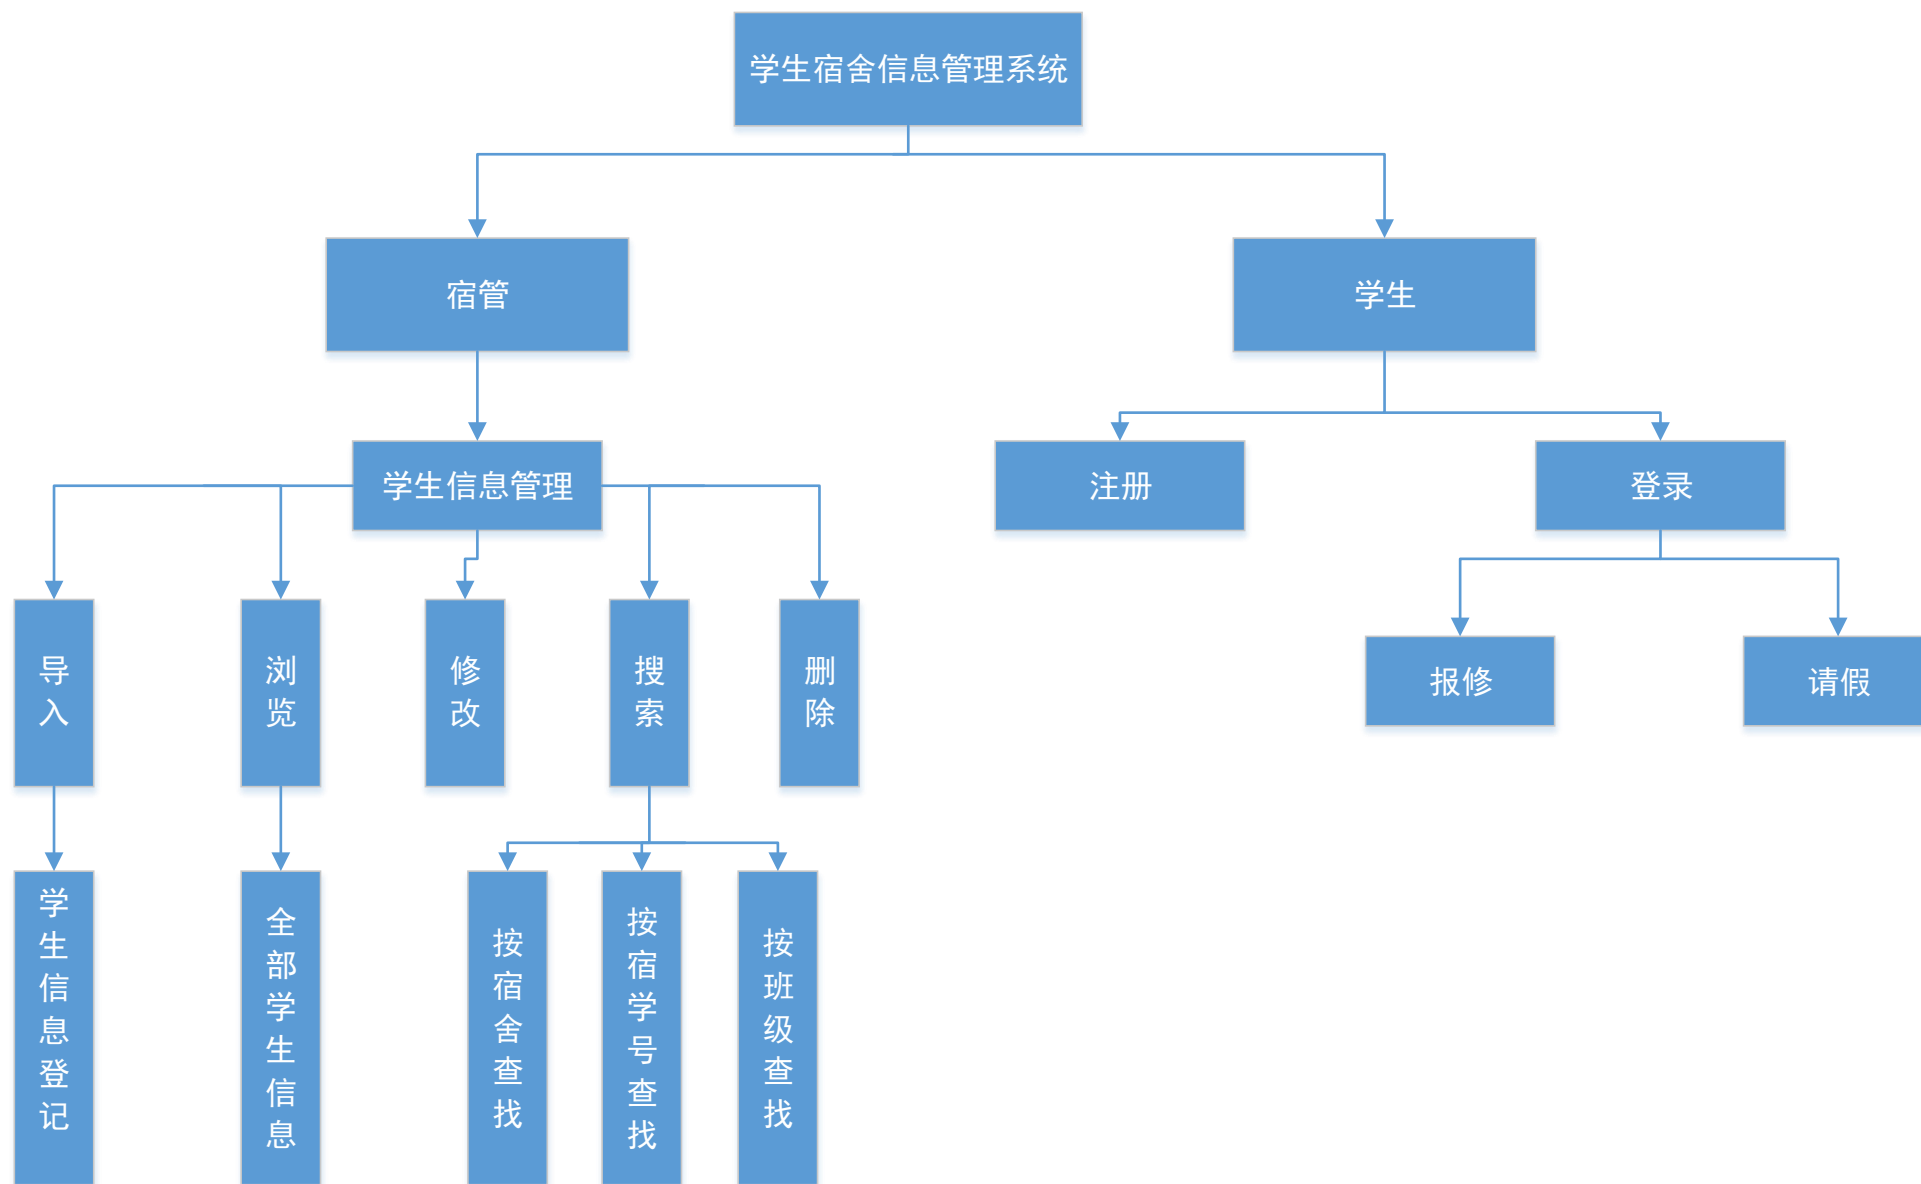 学生宿舍信息管理系统
宿管
学生
学生信息管理
注册
登录
导入
浏览
修改
搜索
删除
报修
请假
学生信息登记
全部学生信息
按宿舍查找
按宿学号查找
按班级查找